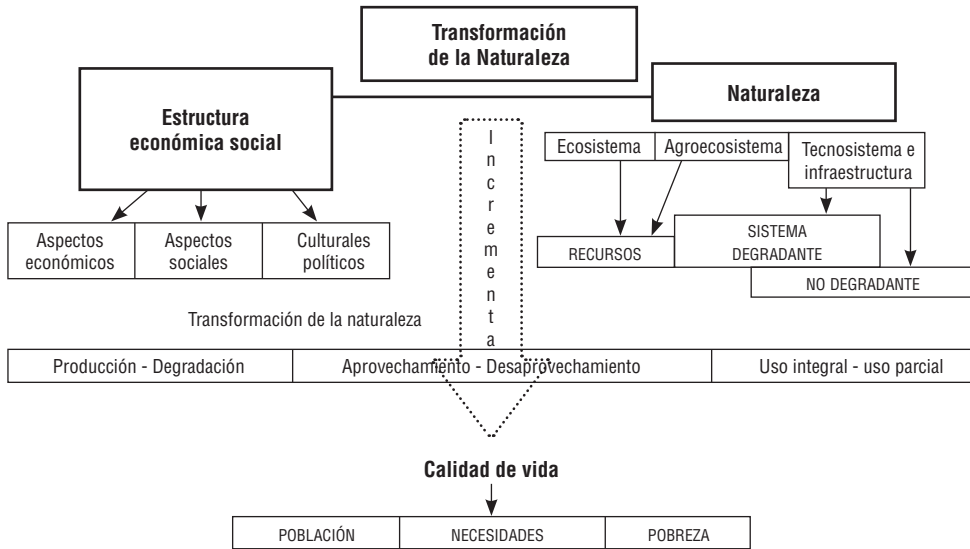 Transformación
de la Naturaleza
Estructura
económica social
Naturaleza
Incrementa
Ecosistema
Agroecosistema
Tecnosistema e
infraestructura
Aspectos
económicos
Aspectos
sociales
Culturales
políticos
RECURSOS
SISTEMA
DEGRADANTE
NO DEGRADANTE
Transformación de la naturaleza
Producción - Degradación
Aprovechamiento - Desaprovechamiento
Uso integral - uso parcial
Calidad de vida
POBLACIÓN
NECESIDADES
POBREZA